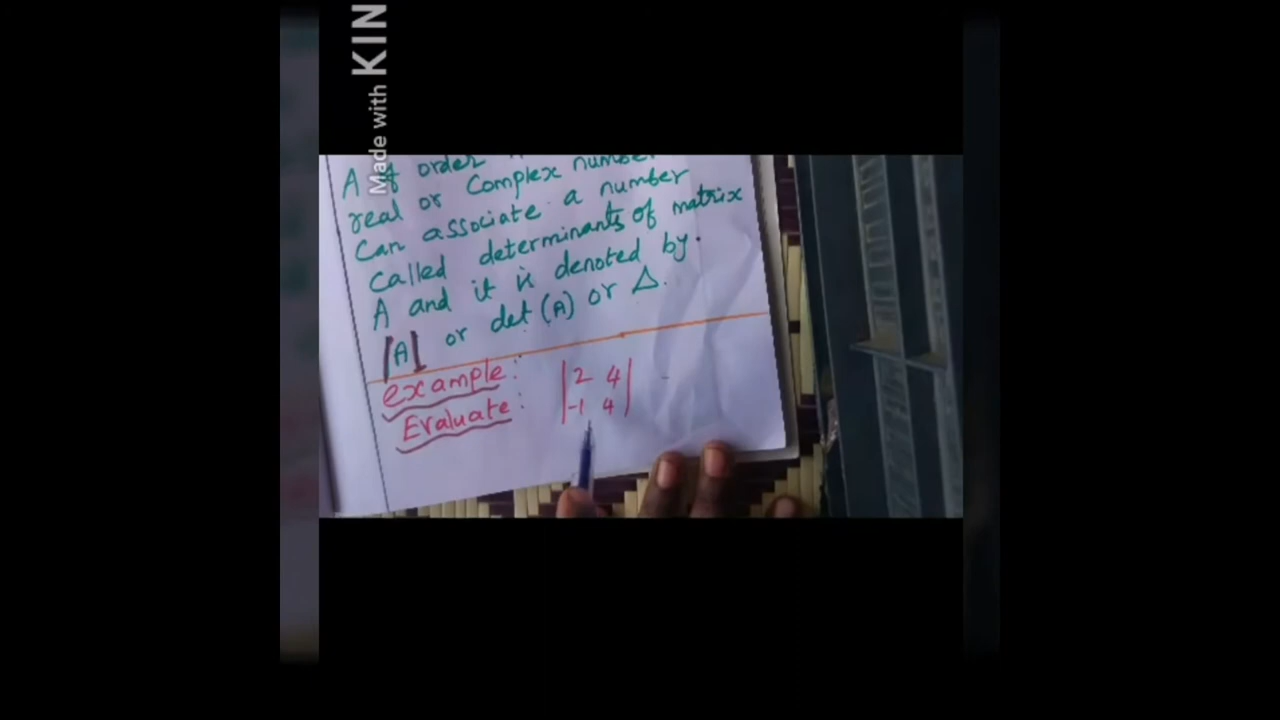 Made with KIN
A of order
real or Complex number
Can associate a number
Called determinants of matrix
A and it is denoted by.
|A| or det (A) or Δ.
example:
Evaluate: | 2 4 |
| -1 4 |